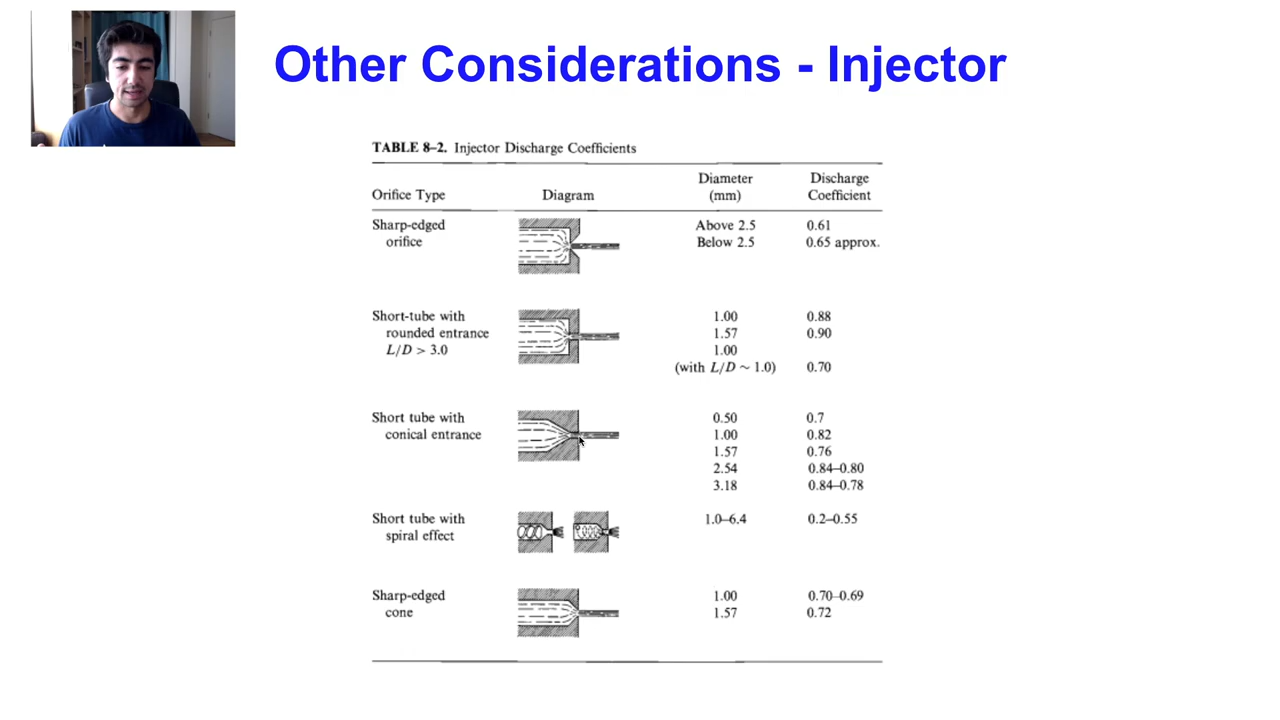 Other Considerations - Injector
TABLE 8–2. Injector Discharge Coefficients
Orifice Type Diagram Diameter (mm) Discharge Coefficient
Sharp-edged orifice
Above 2.5 0.61
Below 2.5 0.65 approx.
Short-tube with rounded entrance L/D > 3.0
1.00 0.88
1.57 0.90
1.00
(with L/D ~ 1.0) 0.70
Short tube with conical entrance
0.50 0.7
1.00 0.82
1.57 0.76
2.54 0.84–0.80
3.18 0.84–0.78
Short tube with spiral effect
1.0–6.4 0.2–0.55
Sharp-edged cone
1.00 0.70–0.69
1.57 0.72